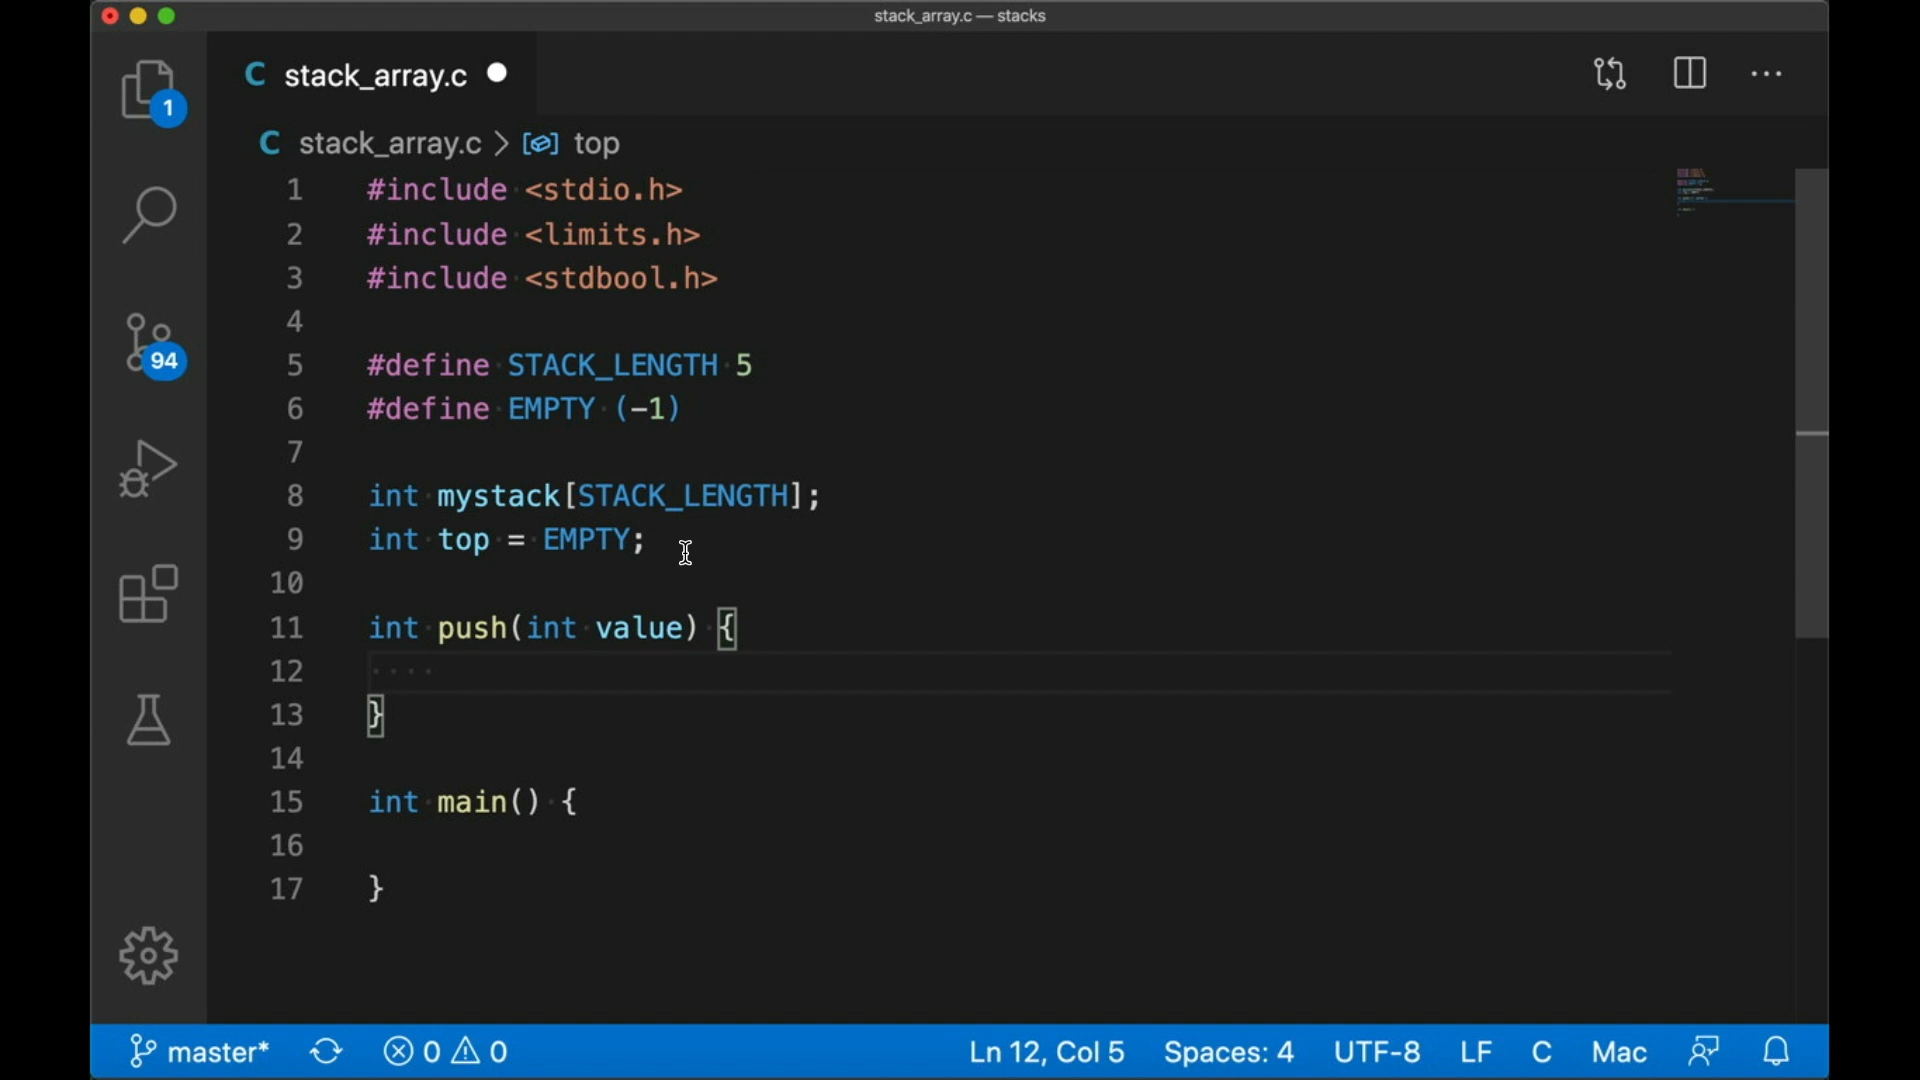 stack_array.c — stacks
1
C stack_array.c
C stack_array.c > top
1 #include <stdio.h>
2 #include <limits.h>
3 #include <stdbool.h>
4
5 #define STACK_LENGTH 5
6 #define EMPTY (-1)
7
8 int mystack[STACK_LENGTH];
9 int top = EMPTY;
10
11 int push(int value) {
12
13 }
14
15 int main() {
16
17 }
94
master* 0 0 Ln 12, Col 5 Spaces: 4 UTF-8 LF C Mac